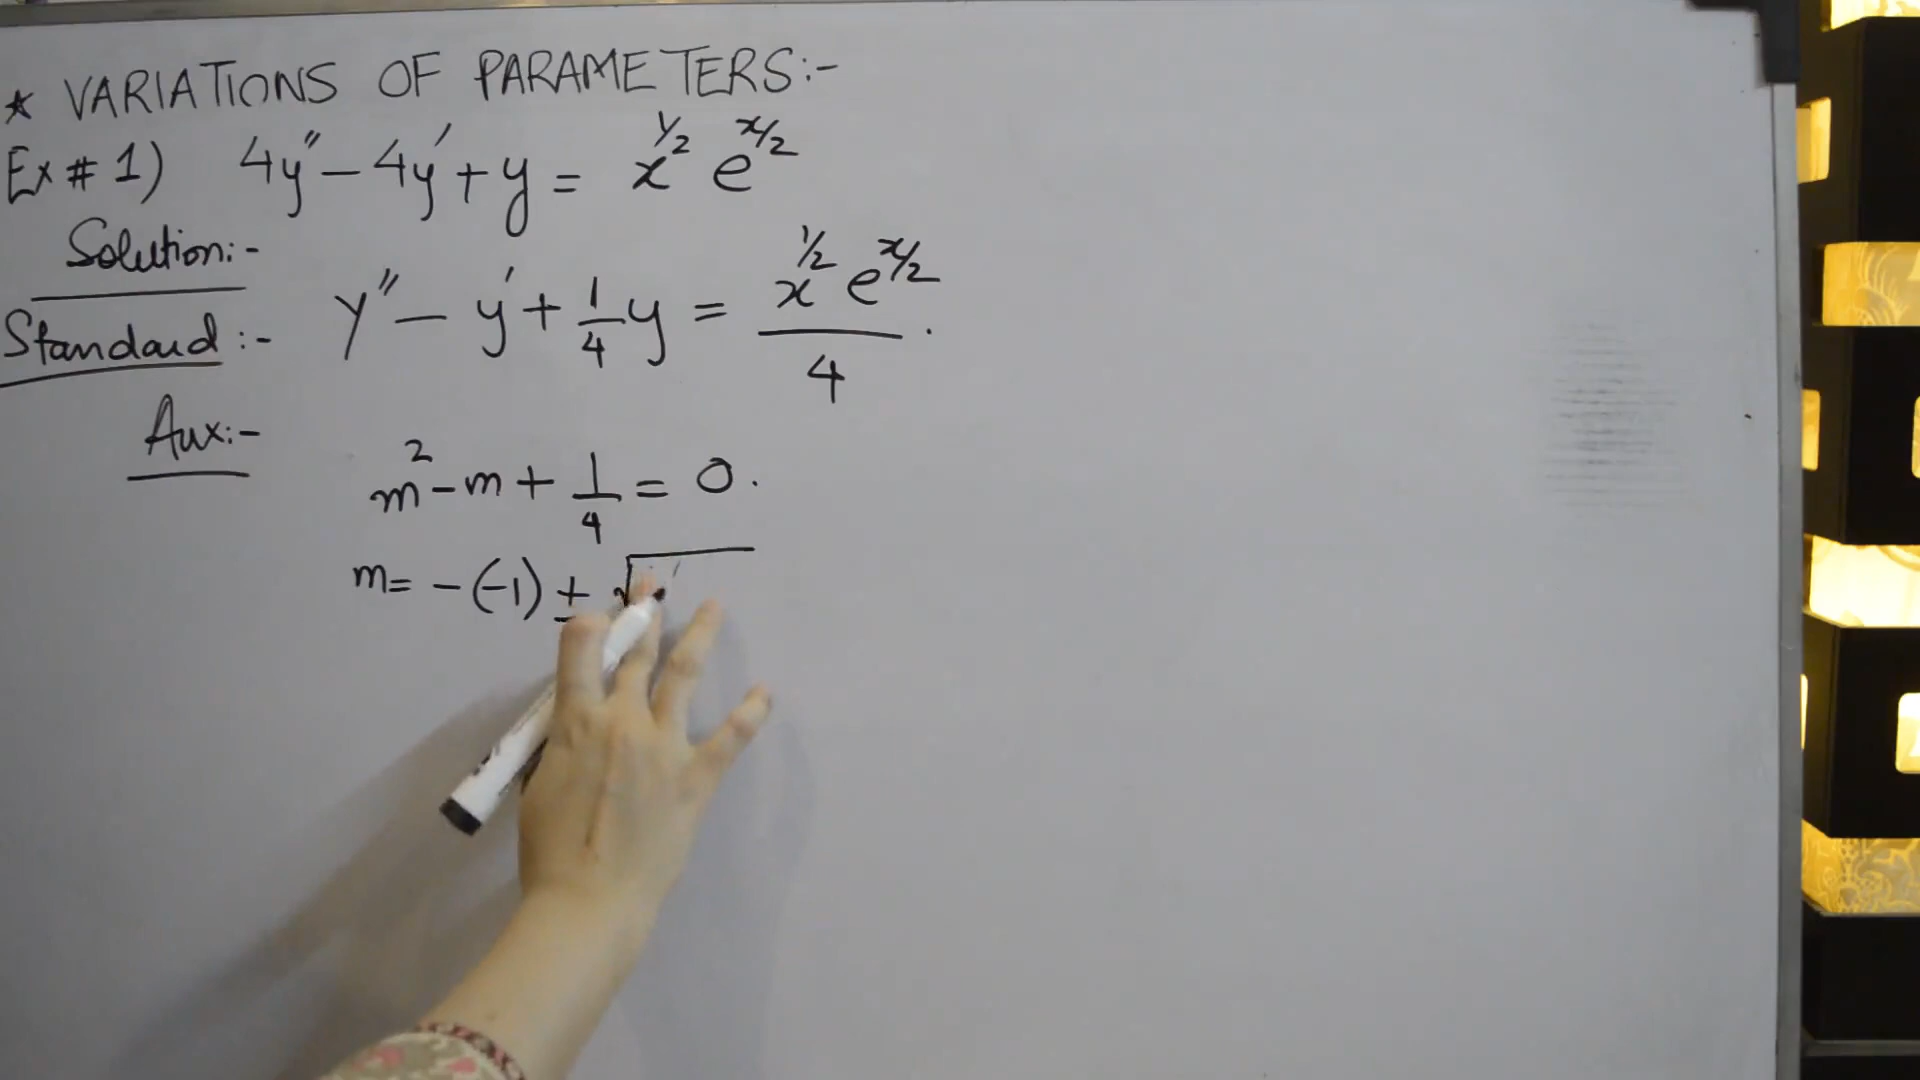 * VARIATIONS OF PARAMETERS:-
Ex # 1) 4y'' - 4y' + y = x^1/2 e^x/2
Solution:-
Standard :- y'' - y' + 1/4 y = x^1/2 e^x/2 / 4 .
Aux:-
m^2 - m + 1/4 = 0.
m = -(-1) ± √